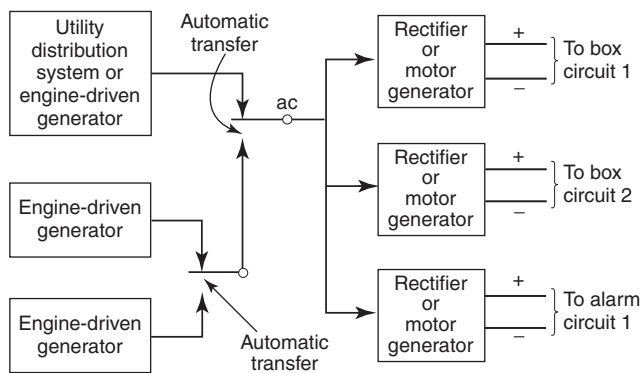 Utility
distribution
system or
engine-driven
generator
Automatic
transfer
ac
Rectifier
or
motor
generator
+
–
To box
circuit 1
Engine-driven
generator
Rectifier
or
motor
generator
+
–
To box
circuit 2
Engine-driven
generator
Automatic
transfer
Rectifier
or
motor
generator
+
–
To alarm
circuit 1